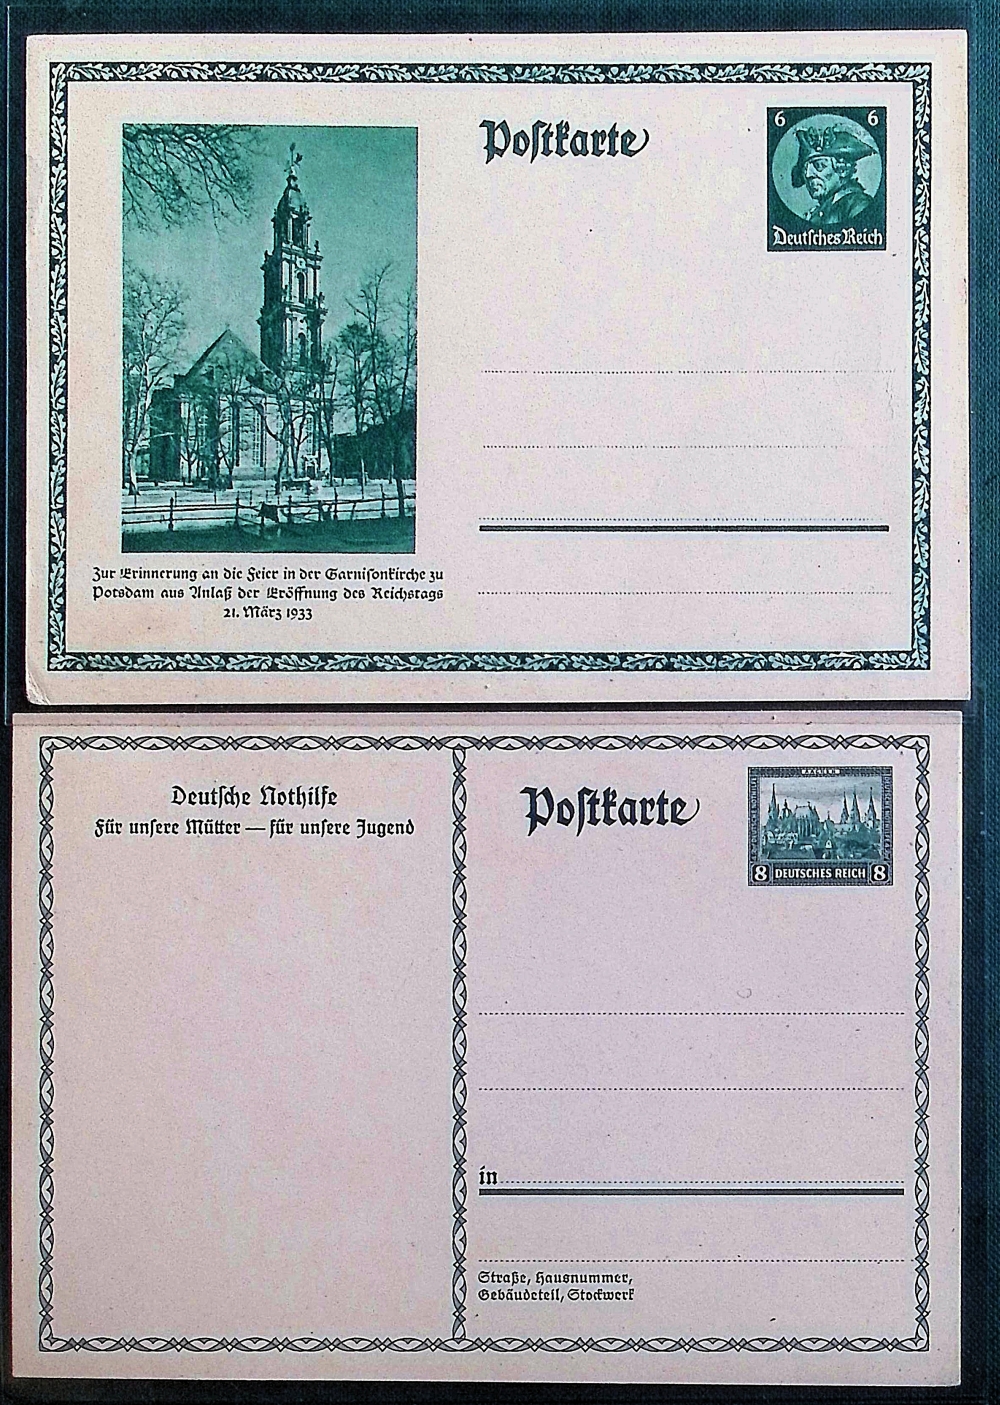 Postkarte
6 6
Deutsches Reich
Zur Erinnerung an die Feier in der Garnisonkirche zu
Potsdam aus Anlaß der Eröffnung des Reichstags
21. März 1933
Deutsche Nothilfe
Für unsere Mütter — für unsere Jugend
Postkarte
AACHEN
8 DEUTSCHES REICH 8
in
Straße, Hausnummer,
Gebäudeteil, Stockwerk